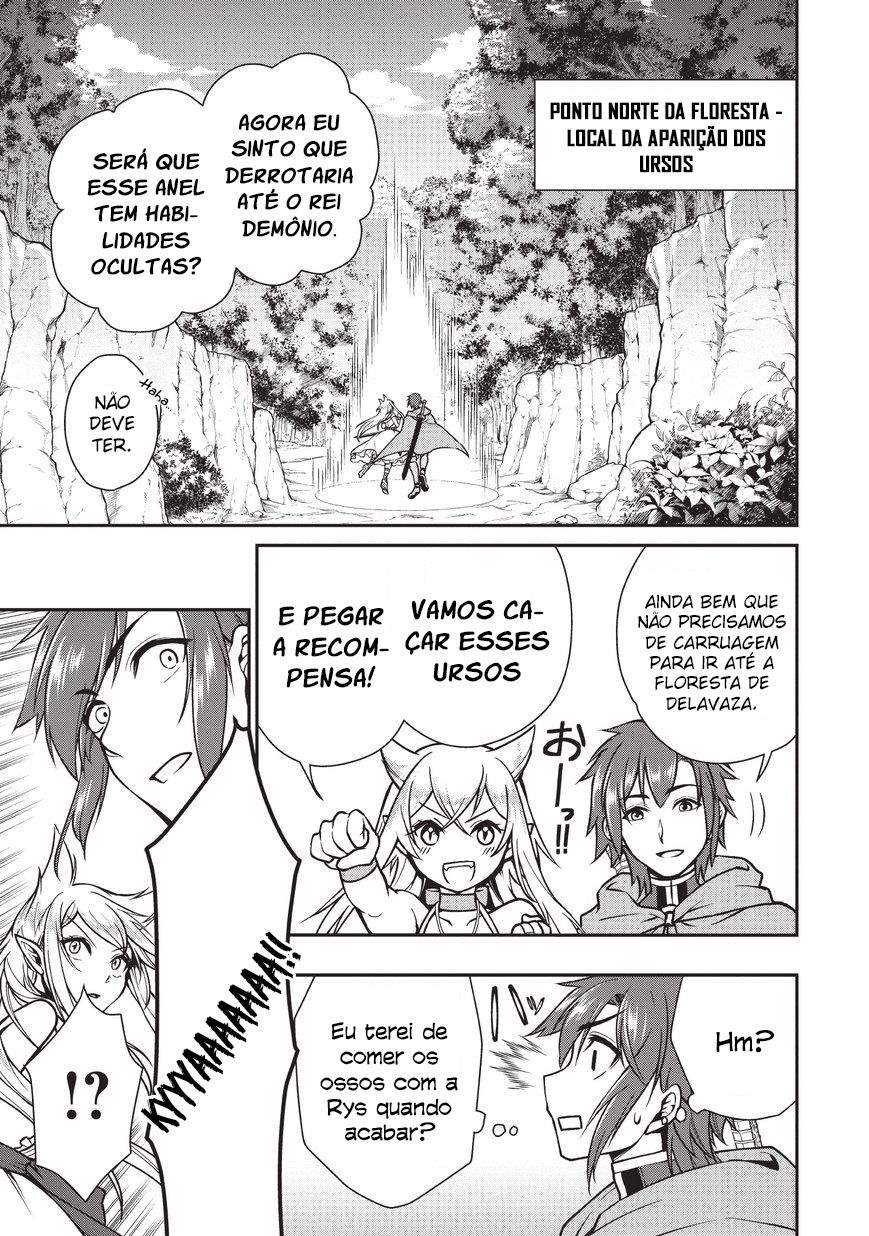 PONTO NORTE DA FLORESTA -
LOCAL DA APARIÇÃO DOS
URSOS
AGORA EU
SINTO QUE
DERROTARIA
ATÉ O REI
DEMÔNIO.
SERÁ QUE
ESSE ANEL
TEM HABI-
LIDADES
OCULTAS?
Haha...
NÃO
DEVE
TER.
AINDA BEM QUE
NÃO PRECISAMOS
DE CARRUAGEM
PARA IR ATÉ A
FLORESTA DE
DELAVAZA.
VAMOS CA-
ÇAR ESSES
URSOS
E PEGAR
A RECOM-
PENSA!
おーっ!!
Hm?
Eu terei de
comer os
ossos com a
Rys quando
acabar?
KYYYAAAAAAAA!!
!?